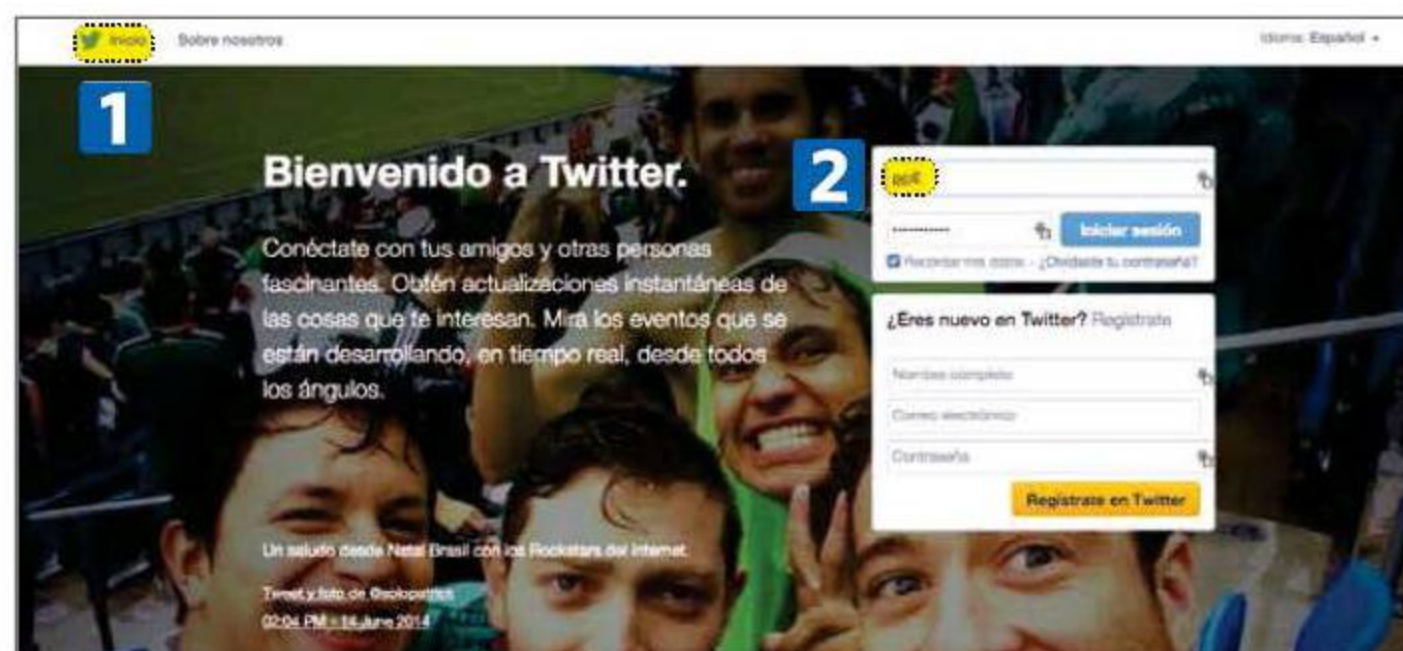 Inicio
Sobre nosotros
Idioma: Español
1
Bienvenido a Twitter.
Conéctate con tus amigos y otras personas
fascinantes. Obtén actualizaciones instantáneas de
las cosas que te interesan. Mira los eventos que se
están desarrollando, en tiempo real, desde todos
los ángulos.
Un saludo desde Natal Brasil con los Rockstars del Internet.
Tweet y foto de
02:04 PM - 14 June 2014
2
Iniciar sesión
Recordar mis datos - ¿Olvidaste tu contraseña?
¿Eres nuevo en Twitter? Regístrate
Nombre completo
Correo electrónico
Contraseña
Regístrate en Twitter